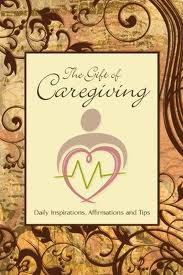 The Gift of
Caregiving
Daily Inspirations, Affirmations and Tips